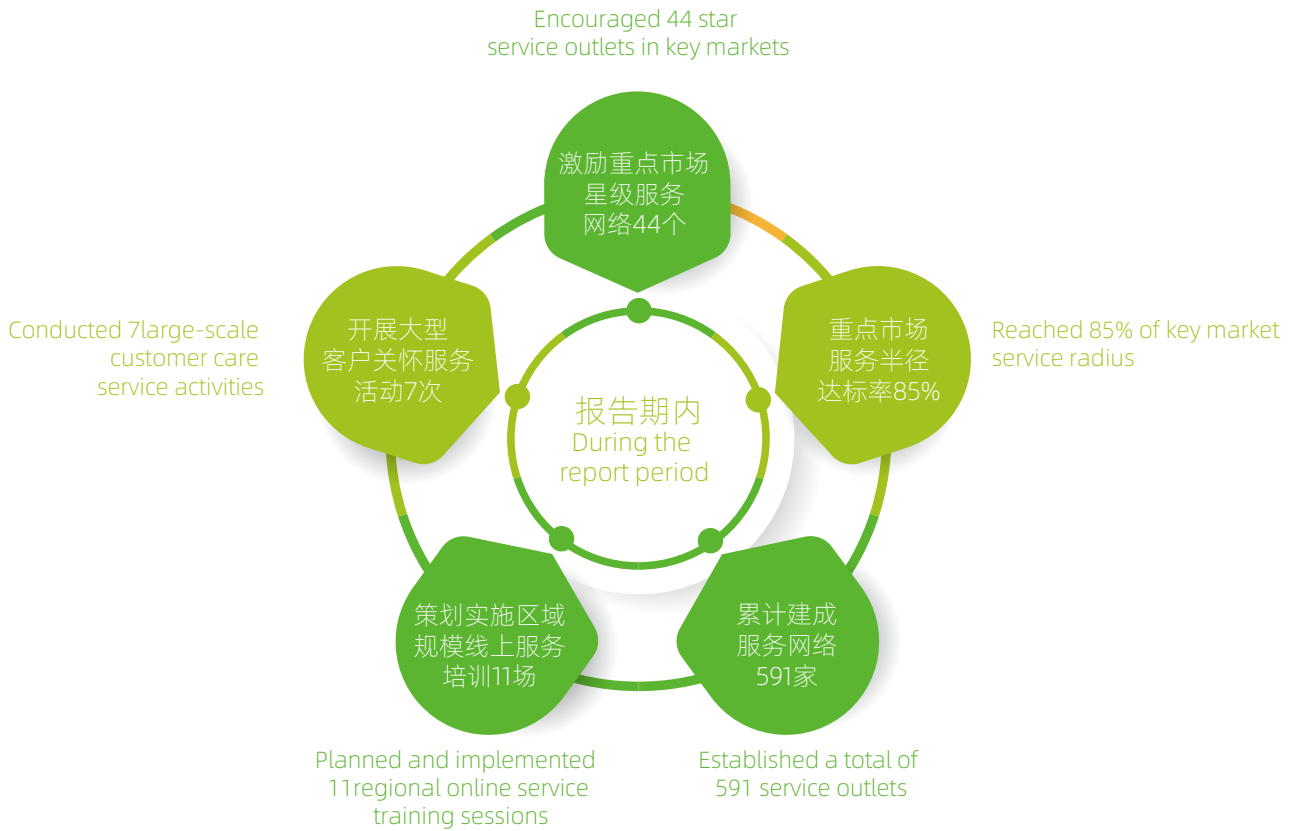 Encouraged 44 star
service outlets in key markets
激励重点市场
星级服务
网络44个
重点市场
服务半径
达标率85%
Reached 85% of key market
service radius
累计建成
服务网络
591家
Established a total of
591 service outlets
策划实施区域
规模线上服务
培训11场
Planned and implemented
11regional online service
training sessions
开展大型
客户关怀服务
活动7次
Conducted 7large-scale
customer care
service activities
报告期内
During the
report period